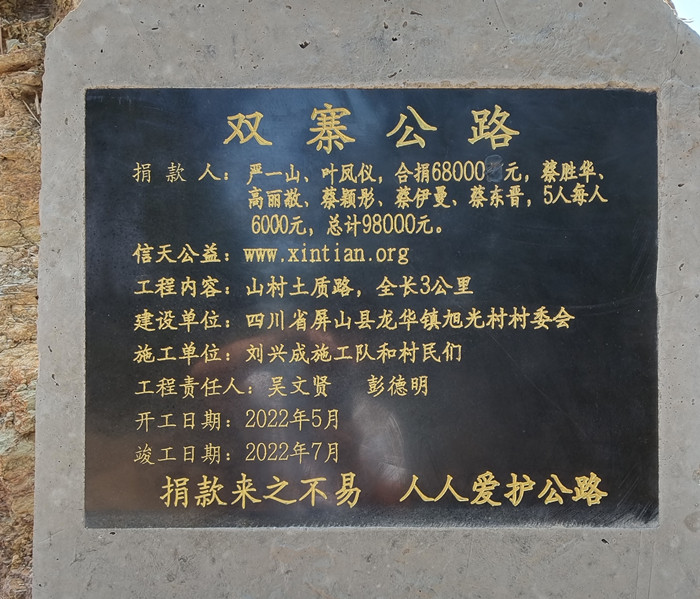 双寨公路
捐款人：严一山、叶凤仪，合捐68000元，蔡胜华、
高丽敖、蔡颖彤、蔡伊曼、蔡东晋，5人每人
6000元，总计98000元。
信天公益：www.xintian.org
工程内容：山村土质路，全长3公里
建设单位：四川省屏山县龙华镇旭光村村委会
施工单位：刘兴成施工队和村民们
工程责任人：吴文贤 彭德明
开工日期：2022年5月
竣工日期：2022年7月
捐款来之不易 人人爱护公路